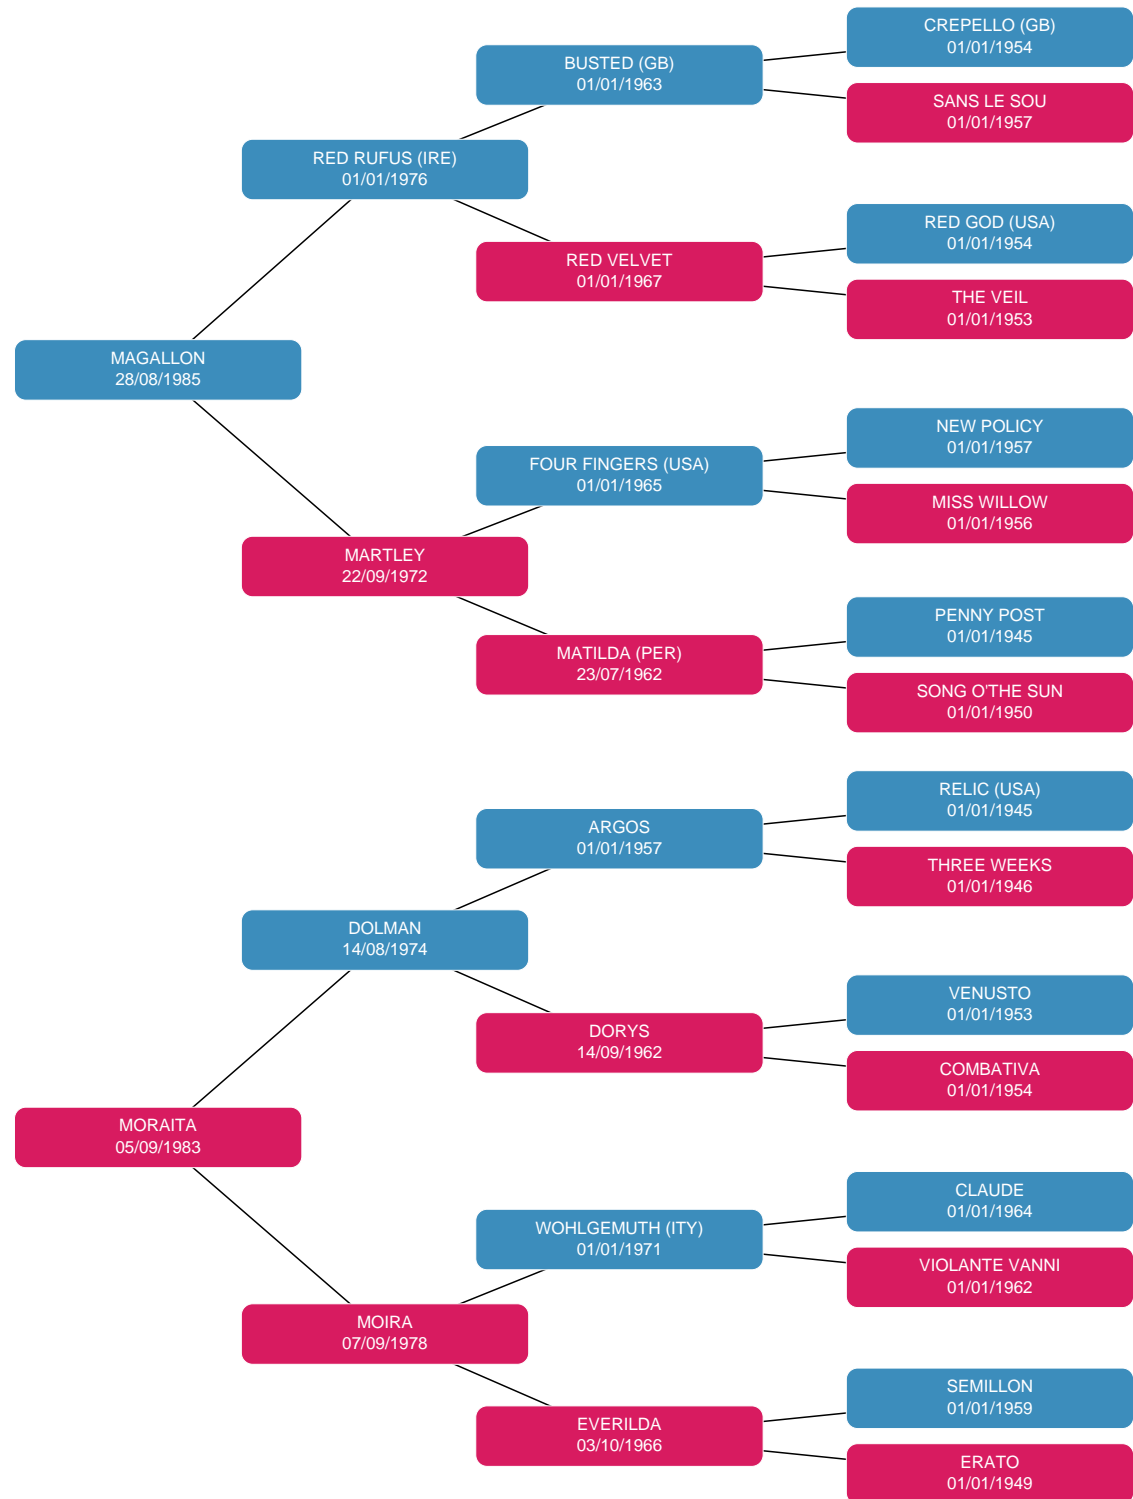 CREPELLO (GB)
01/01/1954
BUSTED (GB)
01/01/1963
SANS LE SOU
01/01/1957
RED RUFUS (IRE)
01/01/1976
RED GOD (USA)
01/01/1954
RED VELVET
01/01/1967
THE VEIL
01/01/1953
MAGALLON
28/08/1985
NEW POLICY
01/01/1957
FOUR FINGERS (USA)
01/01/1965
MISS WILLOW
01/01/1956
MARTLEY
22/09/1972
PENNY POST
01/01/1945
MATILDA (PER)
23/07/1962
SONG O'THE SUN
01/01/1950
RELIC (USA)
01/01/1945
ARGOS
01/01/1957
THREE WEEKS
01/01/1946
DOLMAN
14/08/1974
VENUSTO
01/01/1953
DORYS
14/09/1962
COMBATIVA
01/01/1954
MORAITA
05/09/1983
CLAUDE
01/01/1964
WOHLGEMUTH (ITY)
01/01/1971
VIOLANTE VANNI
01/01/1962
MOIRA
07/09/1978
SEMILLON
01/01/1959
EVERILDA
03/10/1966
ERATO
01/01/1949